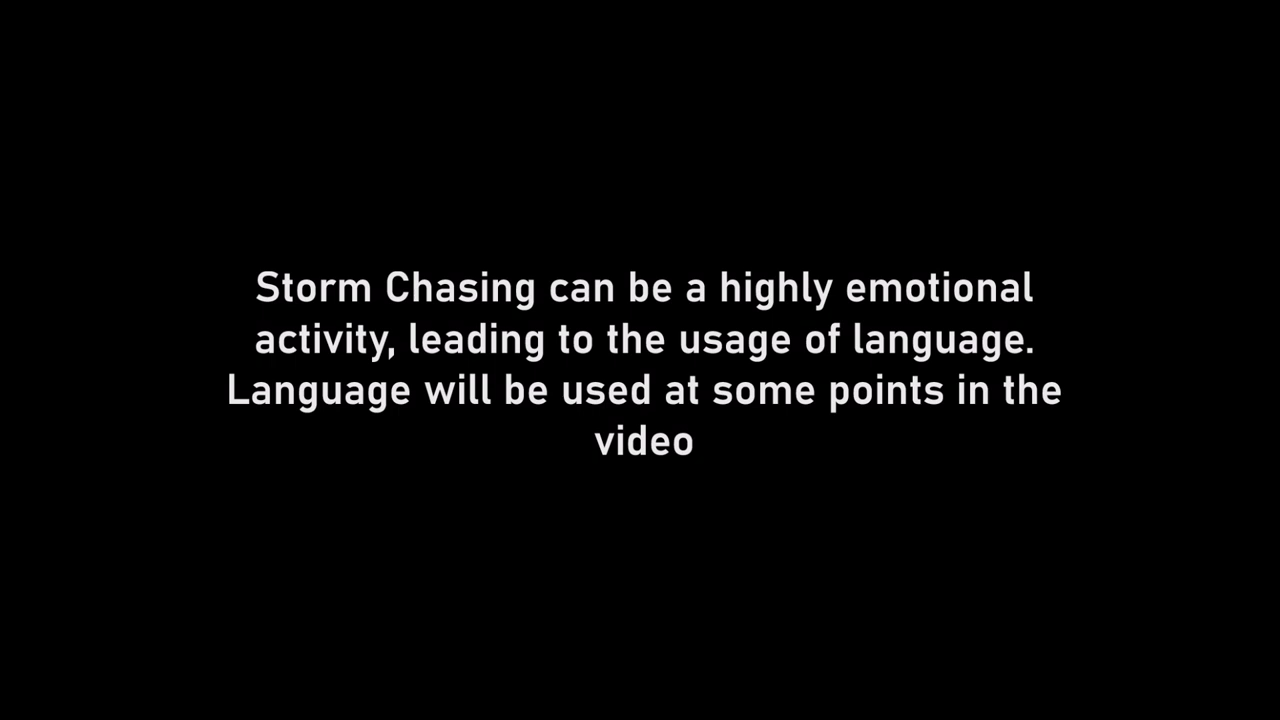 Storm Chasing can be a highly emotional
activity, leading to the usage of language.
Language will be used at some points in the
video